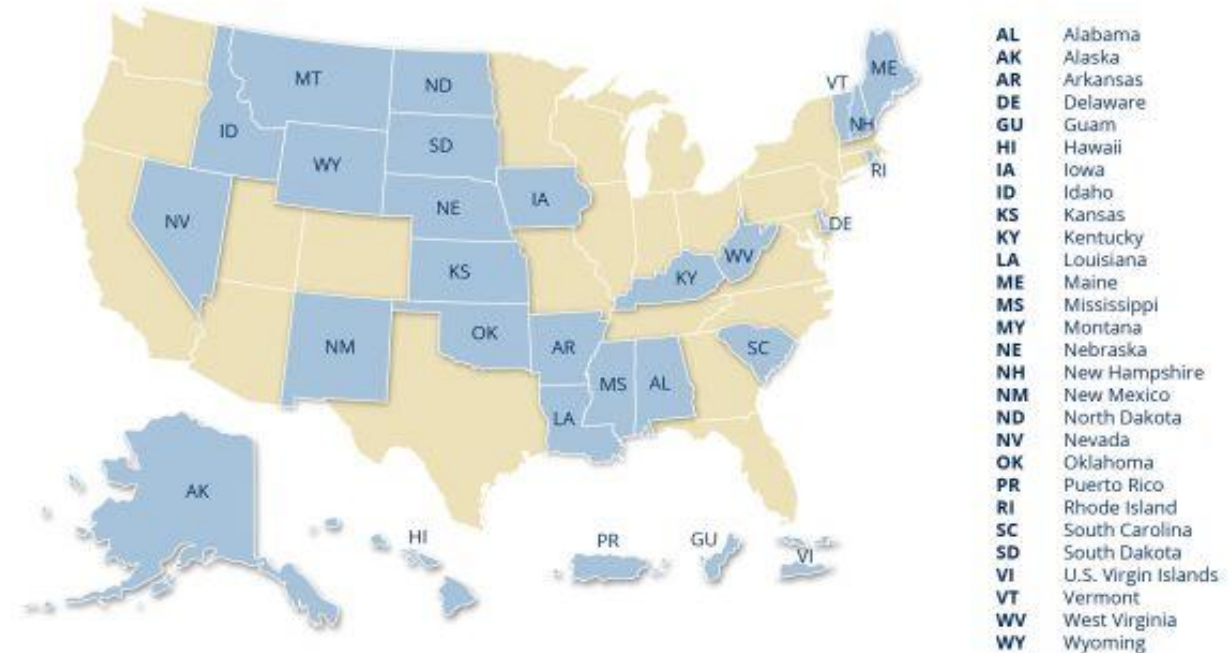 MT
ND
ID
SD
WY
NE
IA
NV
KS
OK
NM
AR
LA
MS
AL
KY
WV
SC
VT
ME
NH
RI
DE
AK
HI
PR
GU
VI
AL Alabama
AK Alaska
AR Arkansas
DE Delaware
GU Guam
HI Hawaii
IA Iowa
ID Idaho
KS Kansas
KY Kentucky
LA Louisiana
ME Maine
MS Mississippi
MY Montana
NE Nebraska
NH New Hampshire
NM New Mexico
ND North Dakota
NV Nevada
OK Oklahoma
PR Puerto Rico
RI Rhode Island
SC South Carolina
SD South Dakota
VI U.S. Virgin Islands
VT Vermont
WV West Virginia
WY Wyoming